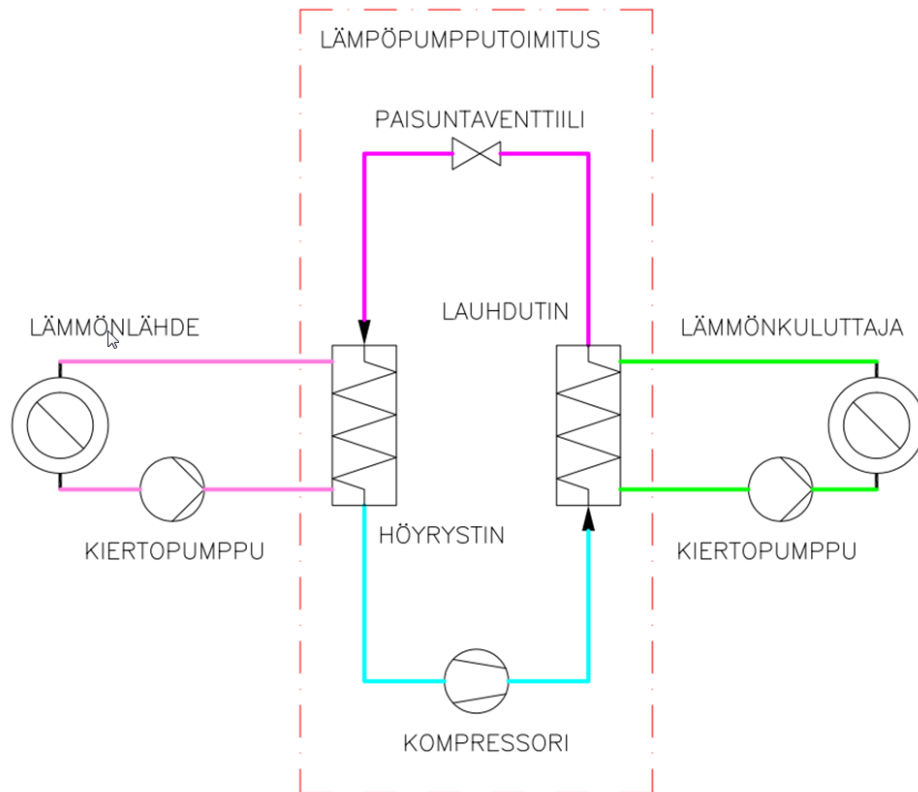 LÄMPÖPUMPPUTOIMITUS
PAISUNTAVENTTIILI
LAUHDUTIN
LÄMMÖNLÄHDE
LÄMMÖNKULUTTAJA
HÖYRYSTIN
KIERTOPUMPPU
KIERTOPUMPPU
KOMPRESSORI